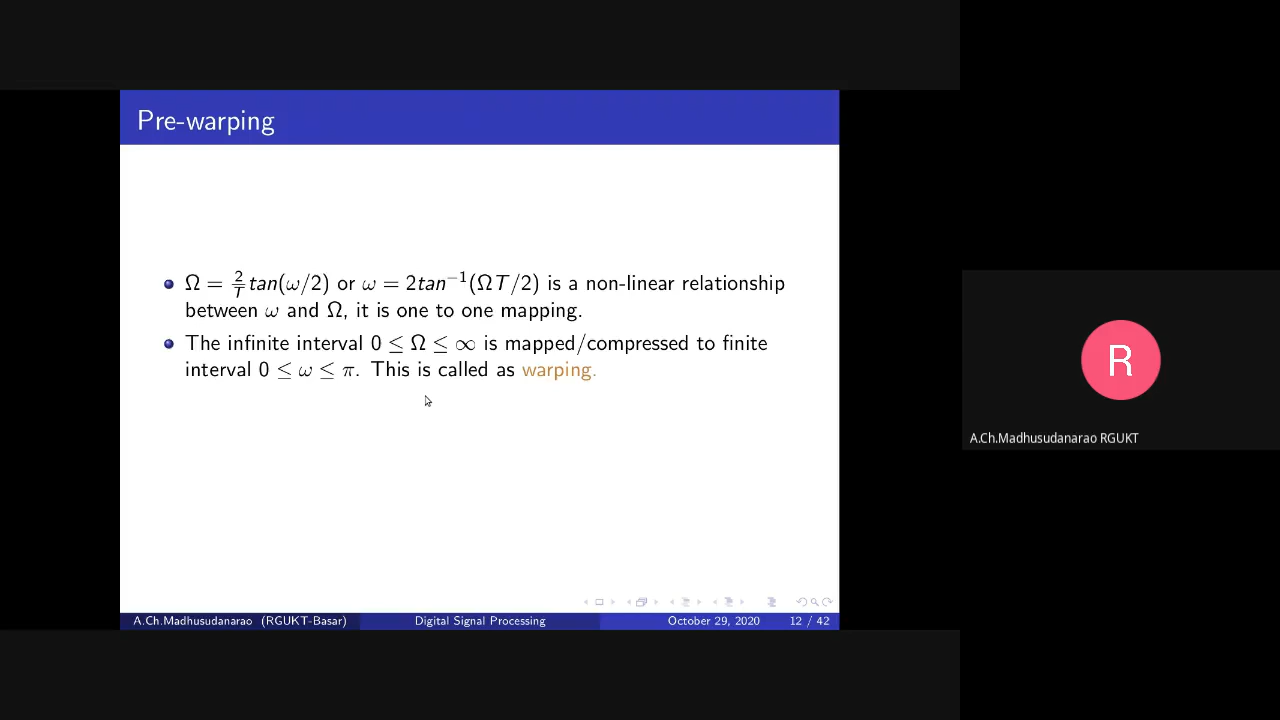 Pre-warping
Ω = 2/T tan(ω/2) or ω = 2tan⁻¹(ΩT/2) is a non-linear relationship
between ω and Ω, it is one to one mapping.
The infinite interval 0 ≤ Ω ≤ ∞ is mapped/compressed to finite
interval 0 ≤ ω ≤ π. This is called as warping.
A.Ch.Madhusudanarao (RGUKT-Basar) Digital Signal Processing October 29, 2020 12 / 42
R
A.Ch.Madhusudanarao RGUKT